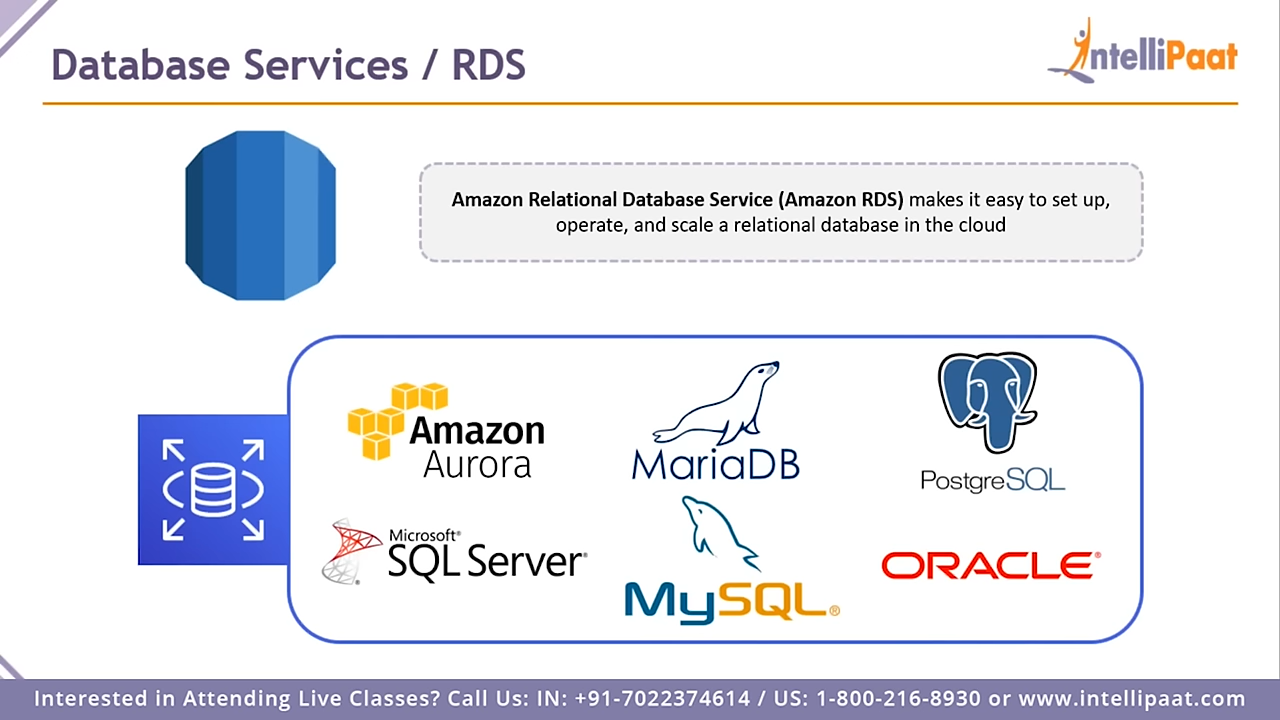 Database Services / RDS
IntelliPaat
Amazon Relational Database Service (Amazon RDS) makes it easy to set up,
operate, and scale a relational database in the cloud
Amazon
Aurora
MariaDB
PostgreSQL
Microsoft®
SQL Server®
MySQL®
ORACLE®
Interested in Attending Live Classes? Call Us: IN: +91-7022374614 / US: 1-800-216-8930 or www.intellipaat.com